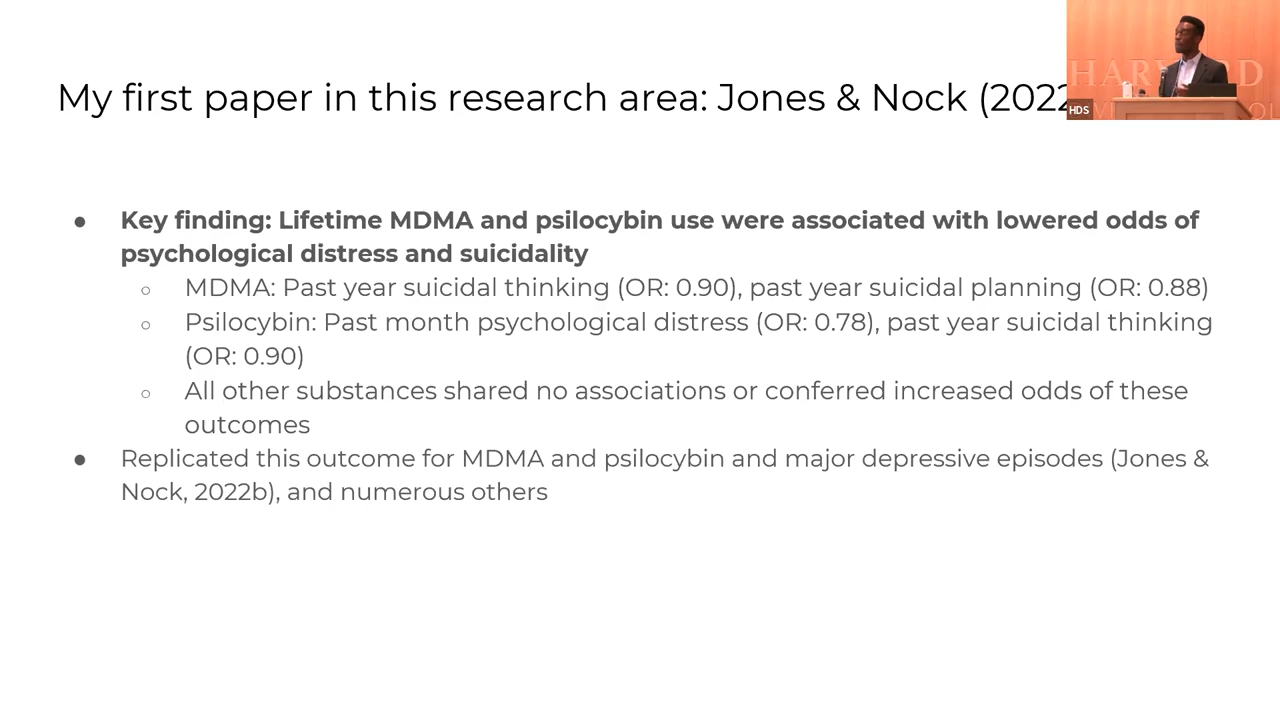 My first paper in this research area: Jones & Nock (2022
HARVARD
HDS
● Key finding: Lifetime MDMA and psilocybin use were associated with lowered odds of
psychological distress and suicidality
○ MDMA: Past year suicidal thinking (OR: 0.90), past year suicidal planning (OR: 0.88)
○ Psilocybin: Past month psychological distress (OR: 0.78), past year suicidal thinking
(OR: 0.90)
○ All other substances shared no associations or conferred increased odds of these
outcomes
● Replicated this outcome for MDMA and psilocybin and major depressive episodes (Jones &
Nock, 2022b), and numerous others